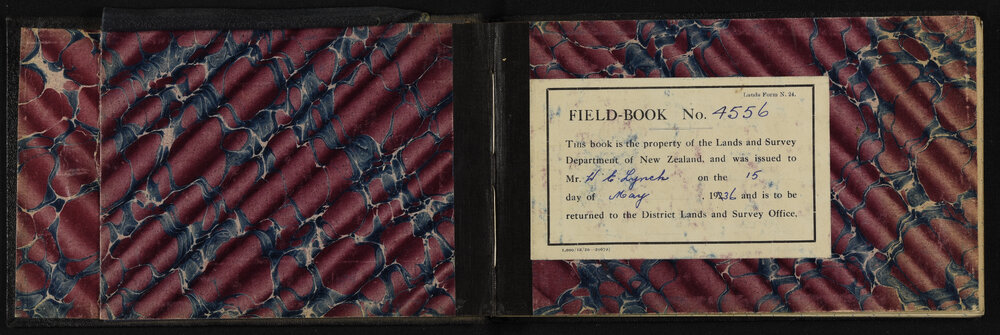 Lands Form N. 24.
FIELD-BOOK No. 4556
THIS book is the property of the Lands and Survey
Department of New Zealand, and was issued to
Mr. H C Lynch on the 15
day of May , 1936 and is to be
returned to the District Lands and Survey Office,